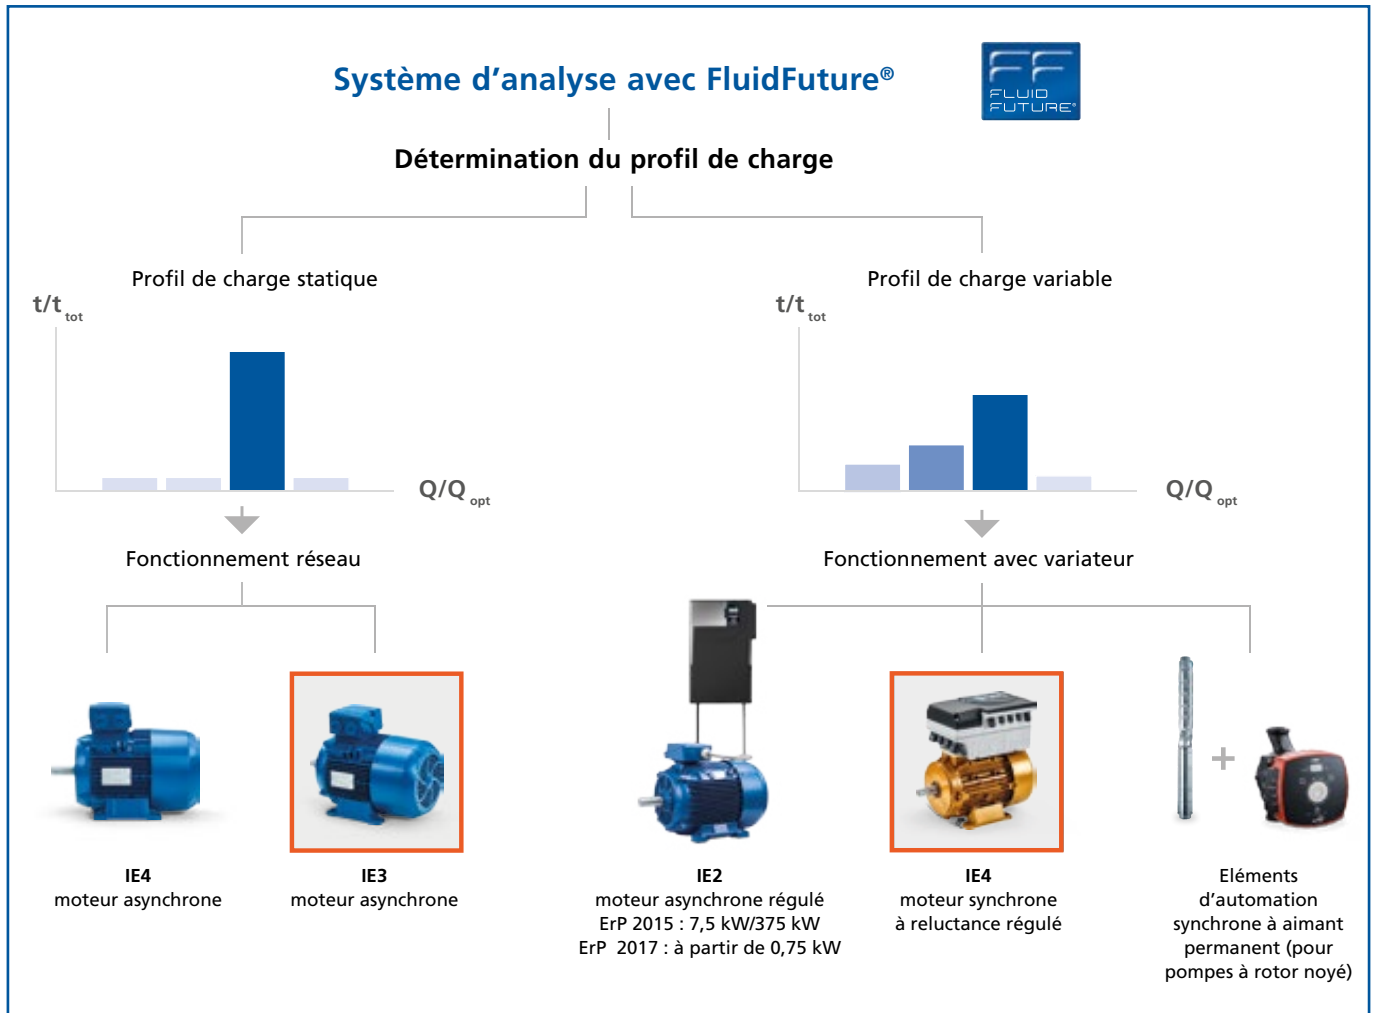 Système d'analyse avec FluidFuture®
FF
FLUID
FUTURE®
Détermination du profil de charge
Profil de charge statique
t/t tot
Q/Q opt
Fonctionnement réseau
IE4
moteur asynchrone
IE3
moteur asynchrone
Profil de charge variable
t/t tot
Q/Q opt
Fonctionnement avec variateur
IE2
moteur asynchrone régulé
ErP 2015 : 7,5 kW/375 kW
ErP 2017 : à partir de 0,75 kW
IE4
moteur synchrone
à reluctance régulé
+
Eléments
d'automation
synchrone à aimant
permanent (pour
pompes à rotor noyé)